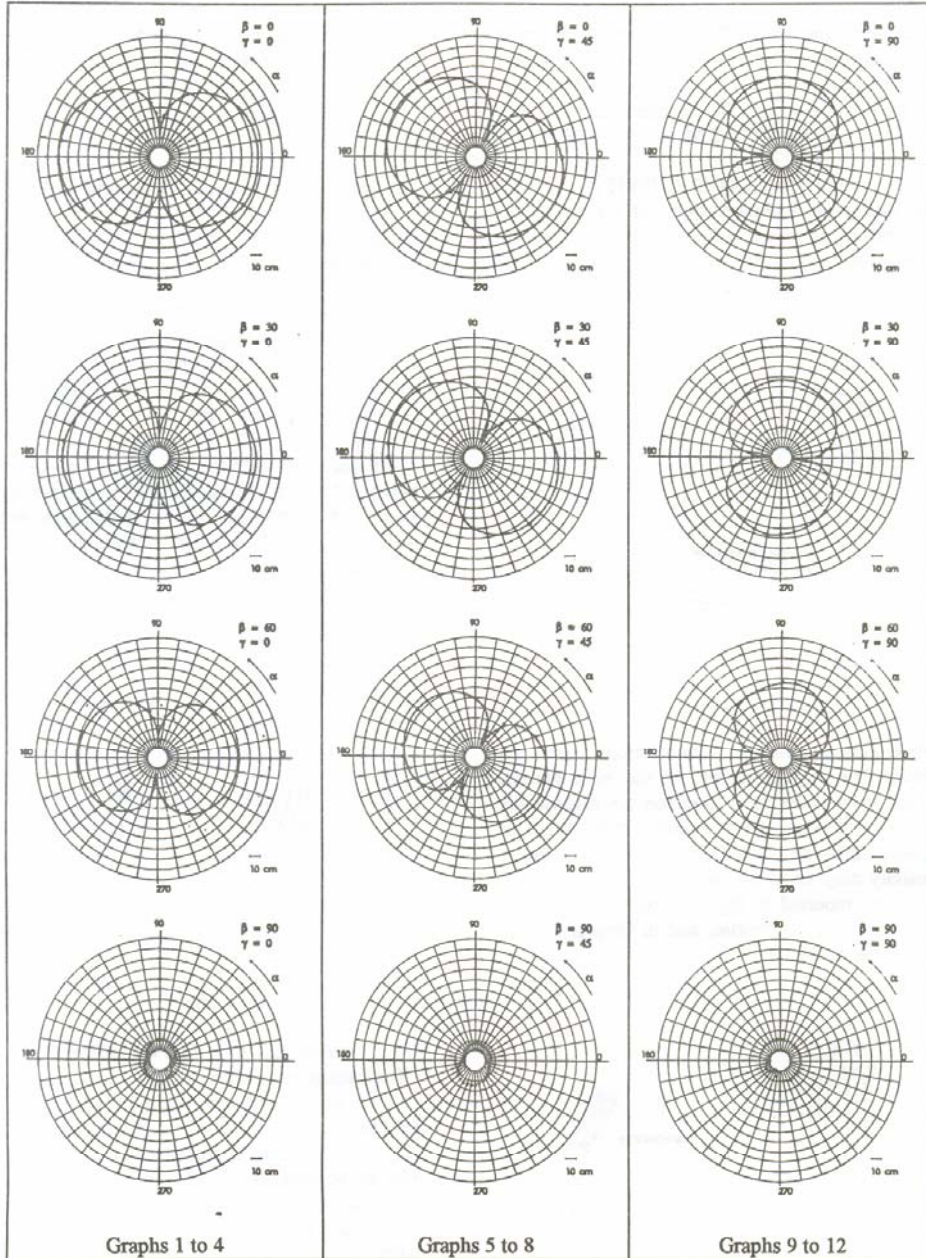 90
β = 0
γ = 0
α
180
0
10 cm
270
90
β = 0
γ = 45
α
180
0
10 cm
270
90
β = 0
γ = 90
α
180
0
10 cm
270
90
β = 30
γ = 0
α
180
0
10 cm
270
90
β = 30
γ = 45
α
180
0
10 cm
270
90
β = 30
γ = 90
α
180
0
10 cm
270
90
β = 60
γ = 0
α
180
0
10 cm
270
90
β = 60
γ = 45
α
180
0
10 cm
270
90
β = 60
γ = 90
α
180
0
10 cm
270
90
β = 90
γ = 0
α
180
0
10 cm
270
90
β = 90
γ = 45
α
180
0
10 cm
270
90
β = 90
γ = 90
α
180
0
10 cm
270
Graphs 1 to 4
Graphs 5 to 8
Graphs 9 to 12